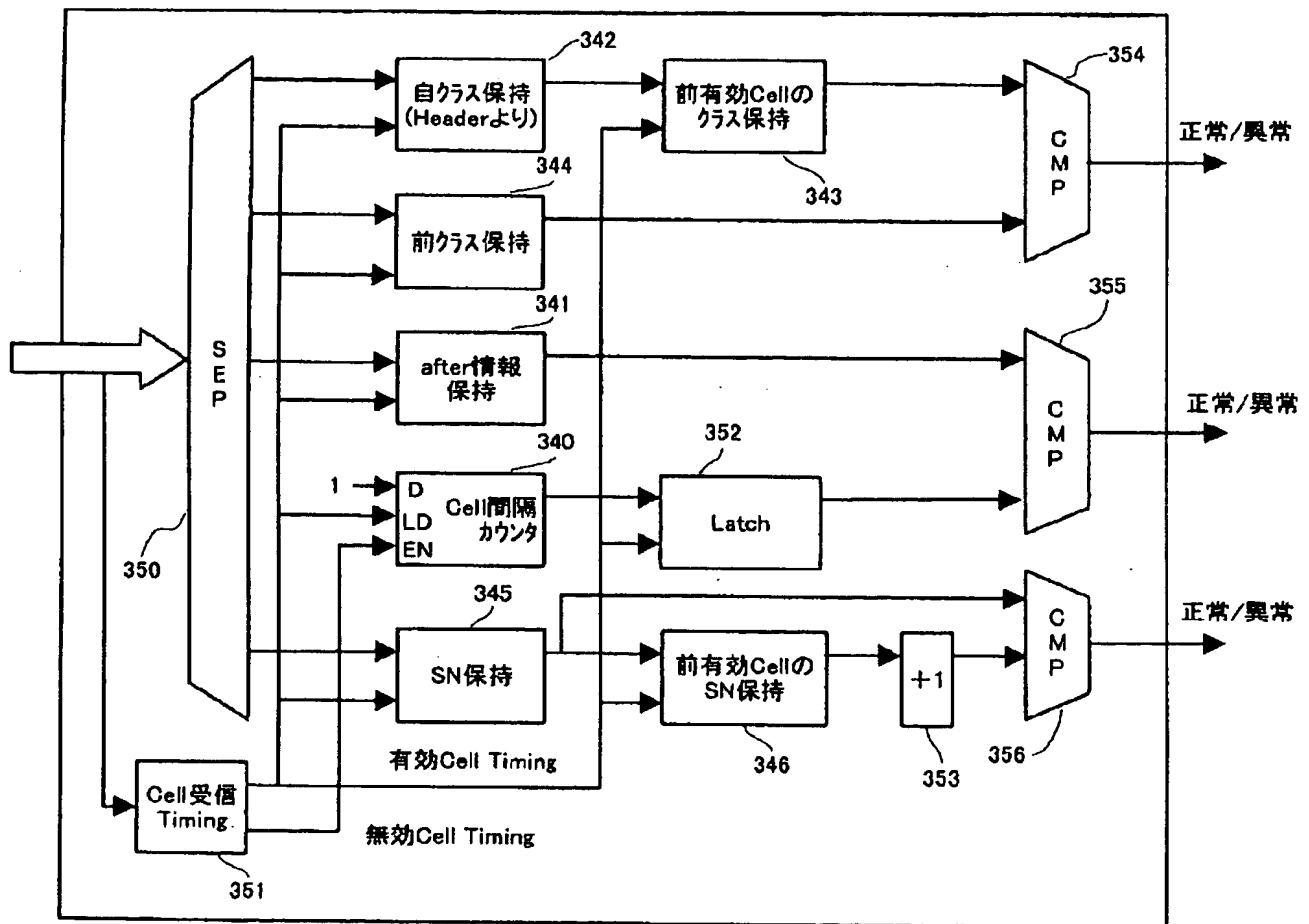 342
自クラス保持
(Headerより)
前有効Cellの
クラス保持
343
354
CMP
正常/異常
344
前クラス保持
341
after情報
保持
355
CMP
正常/異常
SEP
350
340
1
D
LD
EN
Cell間隔
カウンタ
352
Latch
345
SN保持
前有効Cellの
SN保持
346
+1
353
CMP
356
正常/異常
有効Cell Timing
無効Cell Timing
Cell受信
Timing.
351